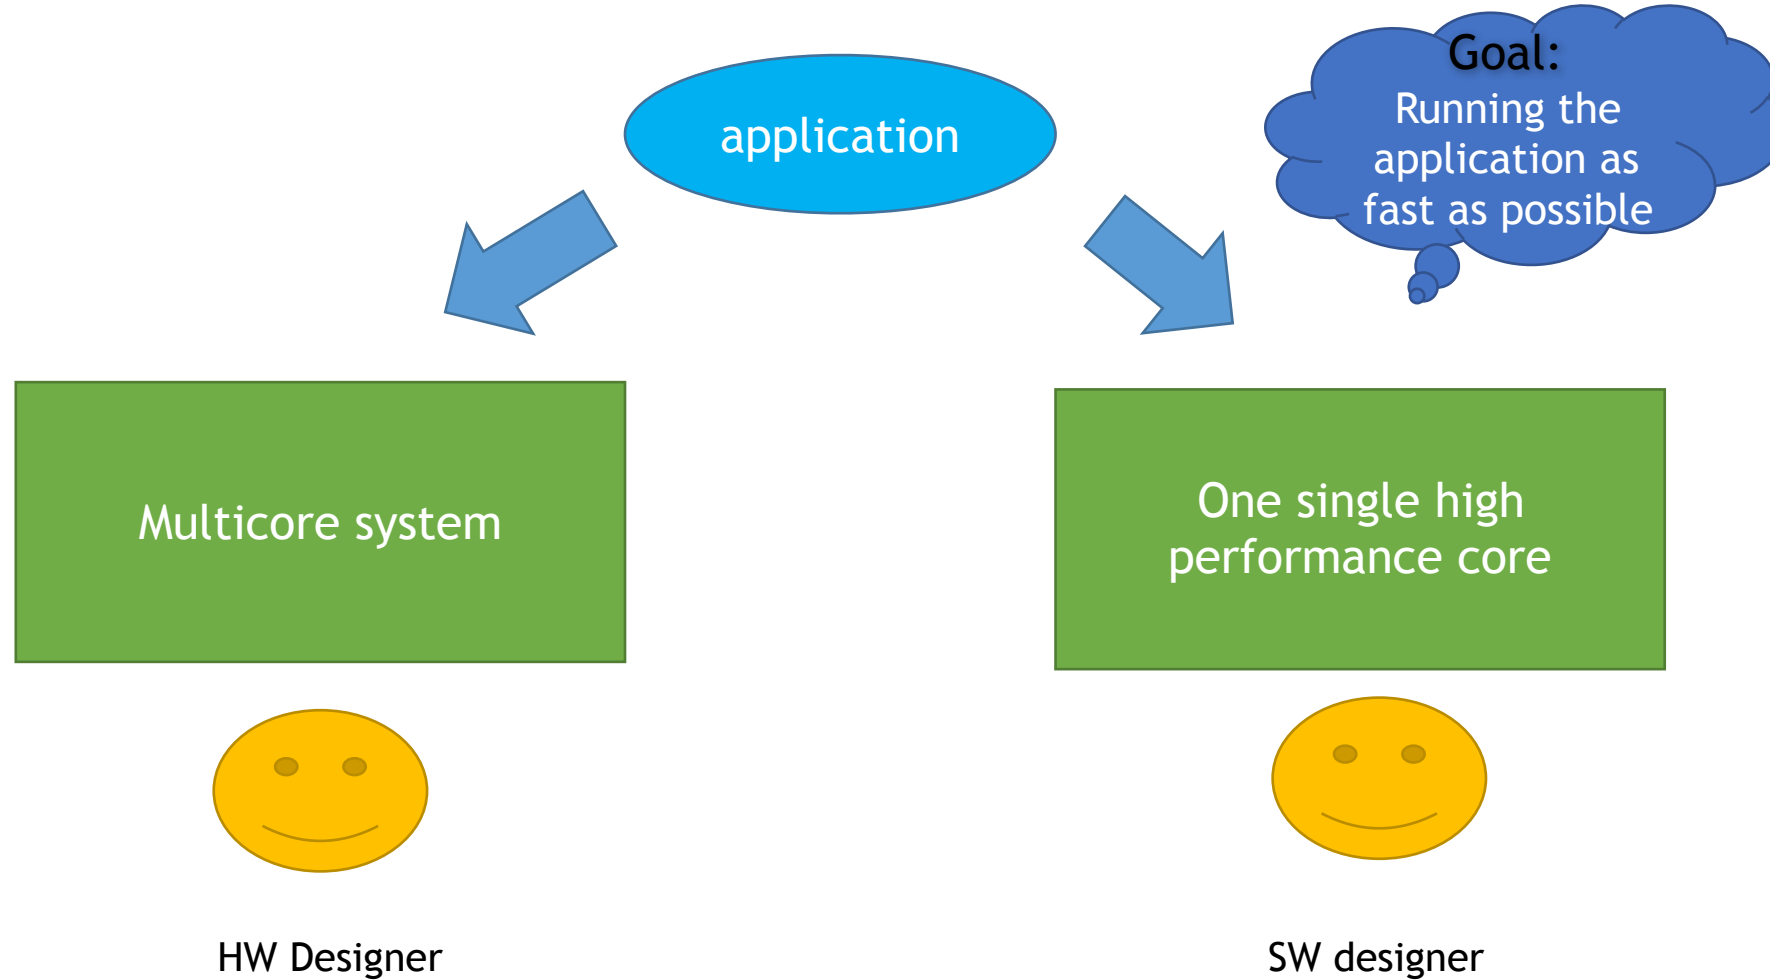 application
Goal:
Running the
application as
fast as possible
Multicore system
One single high
performance core
HW Designer
SW designer